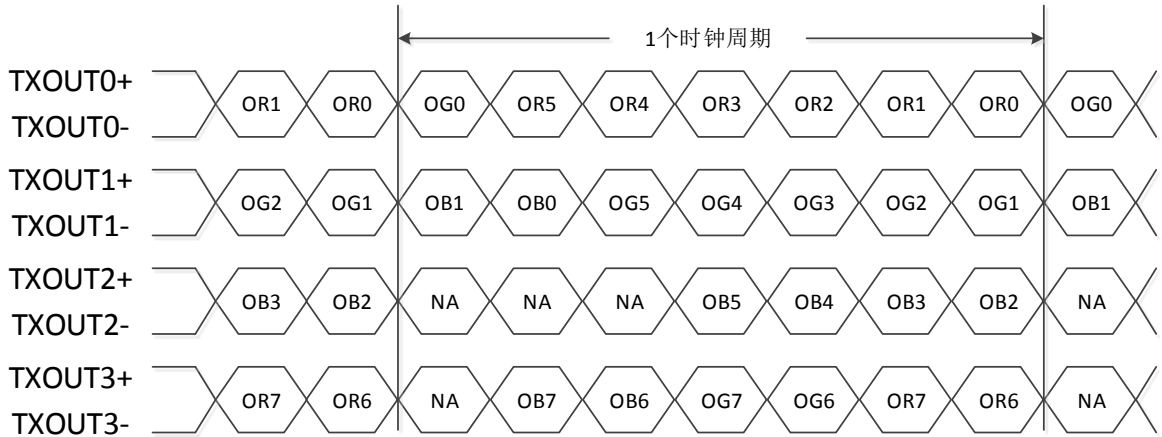 1个时钟周期
TXOUT0+
OR1 OR0 OG0 OR5 OR4 OR3 OR2 OR1 OR0 OG0
TXOUT0-
TXOUT1+
OG2 OG1 OB1 OB0 OG5 OG4 OG3 OG2 OG1 OB1
TXOUT1-
TXOUT2+
OB3 OB2 NA NA NA OB5 OB4 OB3 OB2 NA
TXOUT2-
TXOUT3+
OR7 OR6 NA OB7 OB6 OG7 OG6 OR7 OR6 NA
TXOUT3-